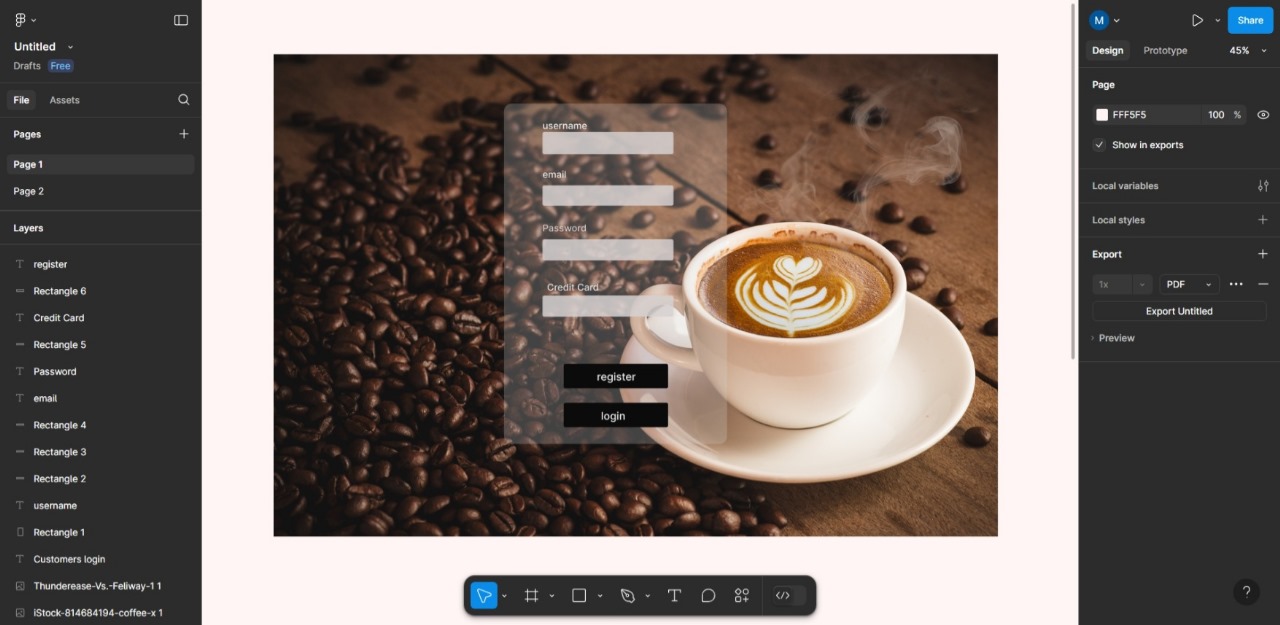 Untitled
Drafts Free
File Assets
Pages
Page 1
Page 2
Layers
register
Rectangle 6
Credit Card
Rectangle 5
Password
email
Rectangle 4
Rectangle 3
Rectangle 2
username
Rectangle 1
Customers login
Thunderease-Vs.-Feliway-1 1
iStock-814684194-coffee-x 1
username
email
Password
Credit Card
register
login
M
Share
Design Prototype 45%
Page
FFF5F5 100 %
Show in exports
Local variables
Local styles
Export
1x PDF
Export Untitled
Preview
?